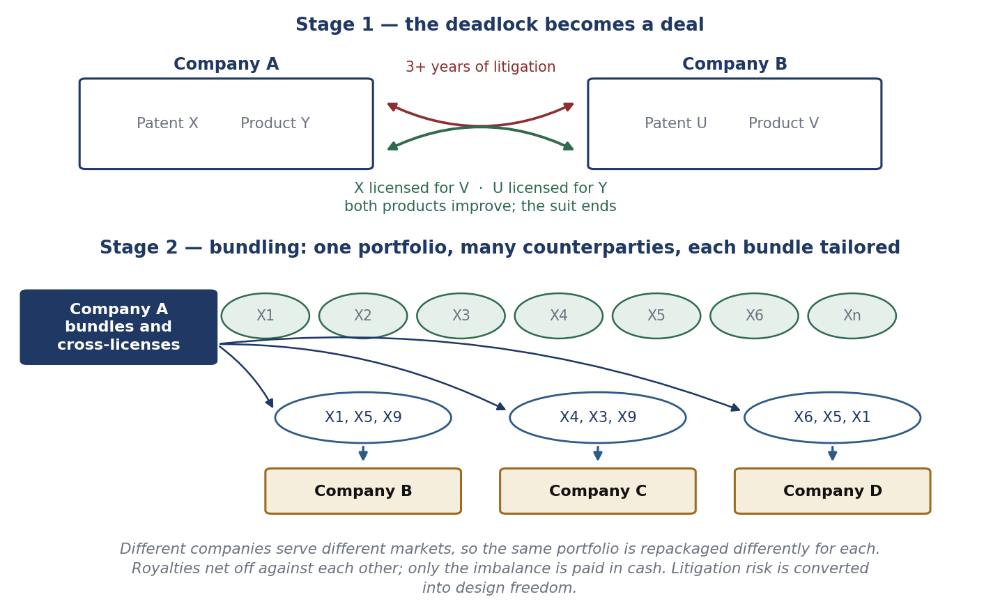 Stage 1 — the deadlock becomes a deal
Company A
3+ years of litigation
Company B
Patent X
Product Y
Patent U
Product V
X licensed for V · U licensed for Y
both products improve; the suit ends
Stage 2 — bundling: one portfolio, many counterparties, each bundle tailored
Company A
bundles and
cross-licenses
X1
X2
X3
X4
X5
X6
Xn
X1, X5, X9
X4, X3, X9
X6, X5, X1
Company B
Company C
Company D
Different companies serve different markets, so the same portfolio is repackaged differently for each.
Royalties net off against each other; only the imbalance is paid in cash. Litigation risk is converted
into design freedom.